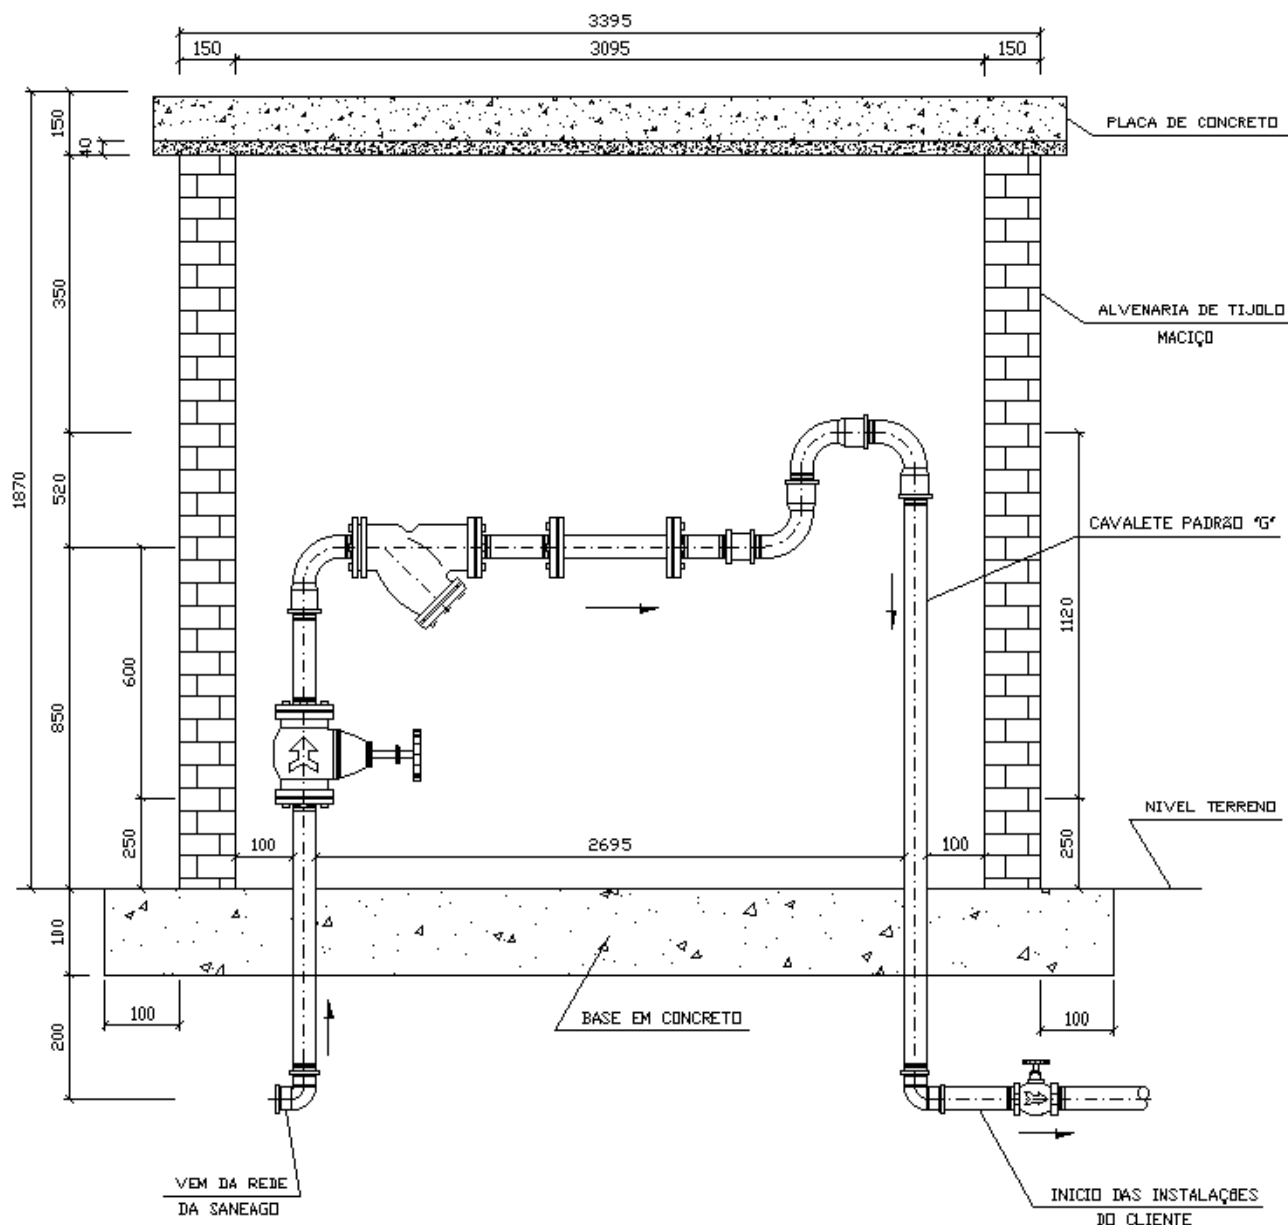 3395
150
3095
150
150
PLACA DE CONCRETO
40
350
ALVENARIA DE TIJOLO
MACIÇO
1870
520
CAVALETE PADRÃO "G"
1120
600
850
NIVEL TERRENO
250
100
2695
100
250
100
BASE EM CONCRETO
100
200
100
VEM DA REDE
DA SANEAGO
INICIO DAS INSTALAÇÕES
DO CLIENTE